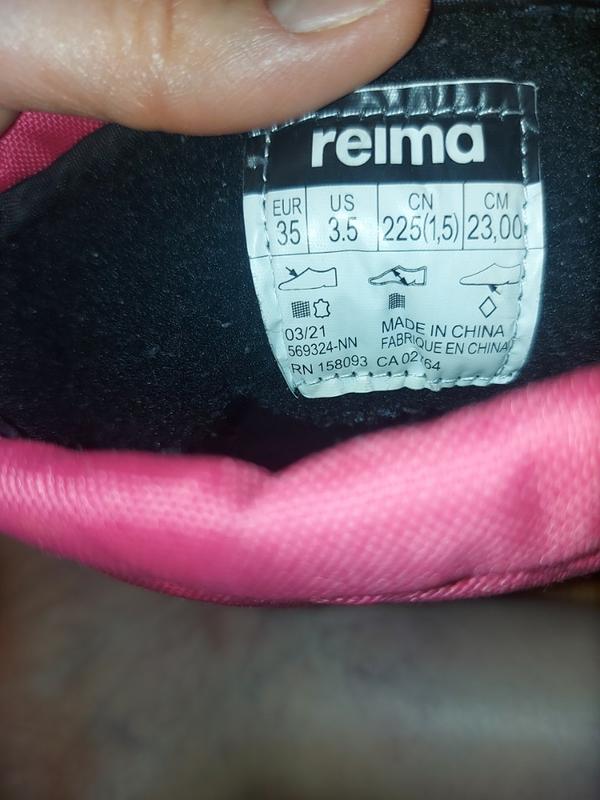 reima
EUR US CN CM
35 3.5 225(1,5) 23,00
03/21
569324-NN
RN 158093
MADE IN CHINA
FABRIQUE EN CHINA
CA